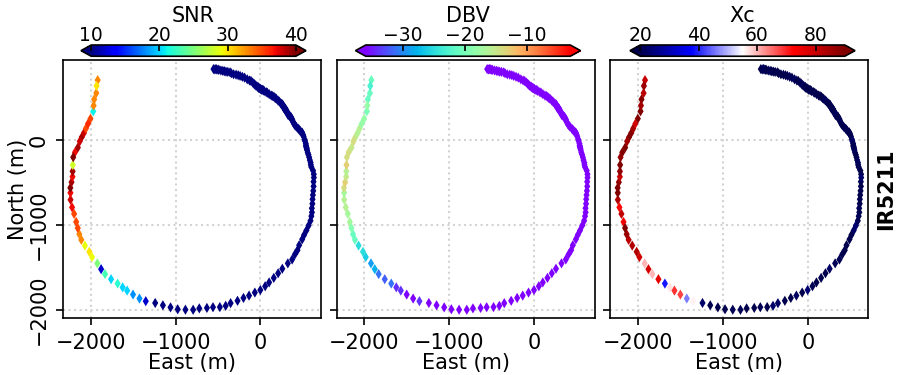 SNR DBV Xc
10 20 30 40 −30 −20 −10 20 40 60 80
North (m)
0
−1000
−2000
IR5211
−2000 −1000 0 −2000 −1000 0 −2000 −1000 0
East (m) East (m) East (m)